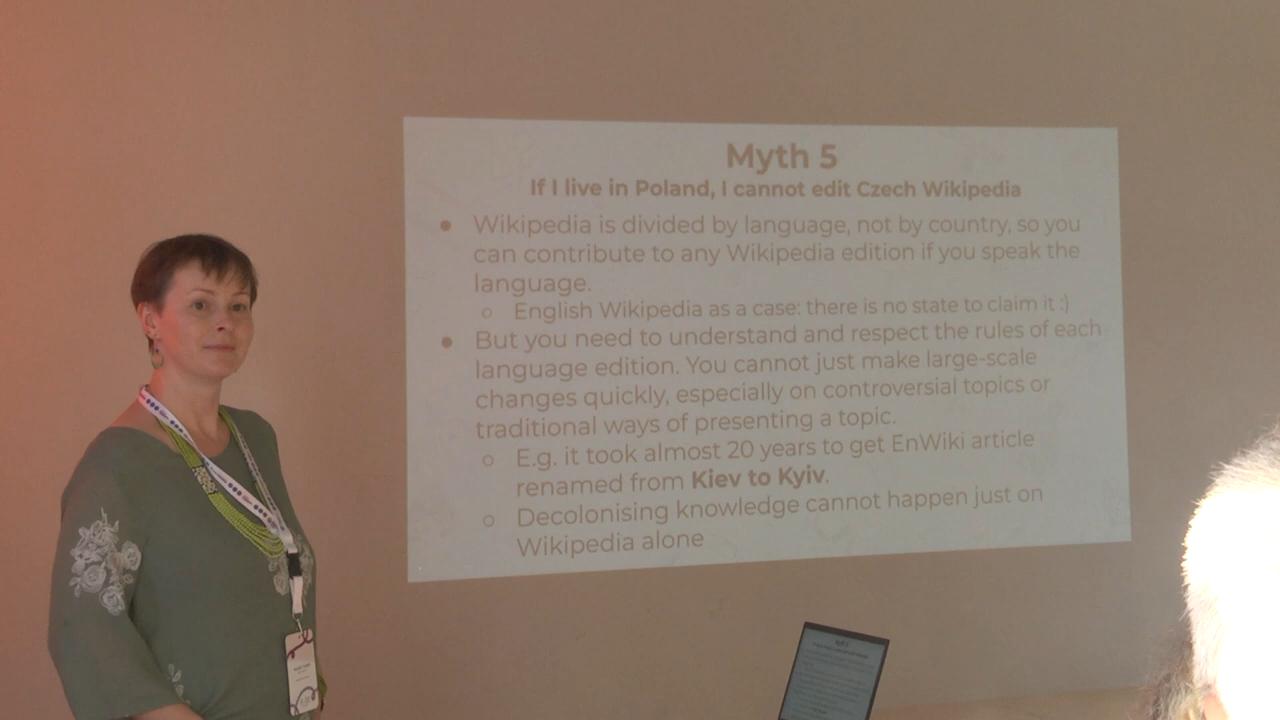 Myth 5
If I live in Poland, I cannot edit Czech Wikipedia
● Wikipedia is divided by language, not by country, so you
can contribute to any Wikipedia edition if you speak the
language.
○ English Wikipedia as a case: there is no state to claim it :)
● But you need to understand and respect the rules of each
language edition. You cannot just make large-scale
changes quickly, especially on controversial topics or
traditional ways of presenting a topic.
○ E.g. it took almost 20 years to get EnWiki article
renamed from Kiev to Kyiv.
○ Decolonising knowledge cannot happen just on
Wikipedia alone